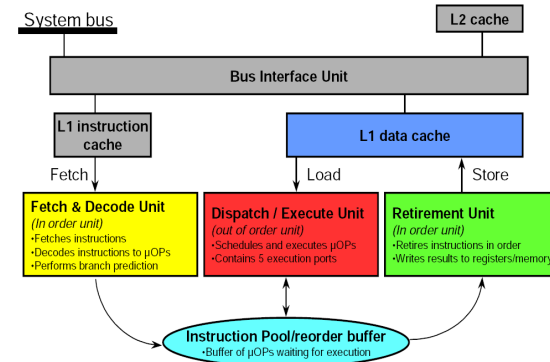 System bus
L2 cache
Bus Interface Unit
L1 instruction
cache
L1 data cache
Fetch
Load
Store
Fetch & Decode Unit
(In order unit)
•Fetches instructions
•Decodes instructions to µOPs
•Performs branch prediction
Dispatch / Execute Unit
(out of order unit)
•Schedules and executes µOPs
•Contains 5 execution ports
Retirement Unit
(In order unit)
•Retires instructions in order
•Writes results to registers/memory
Instruction Pool/reorder buffer
•Buffer of µOPs waiting for execution